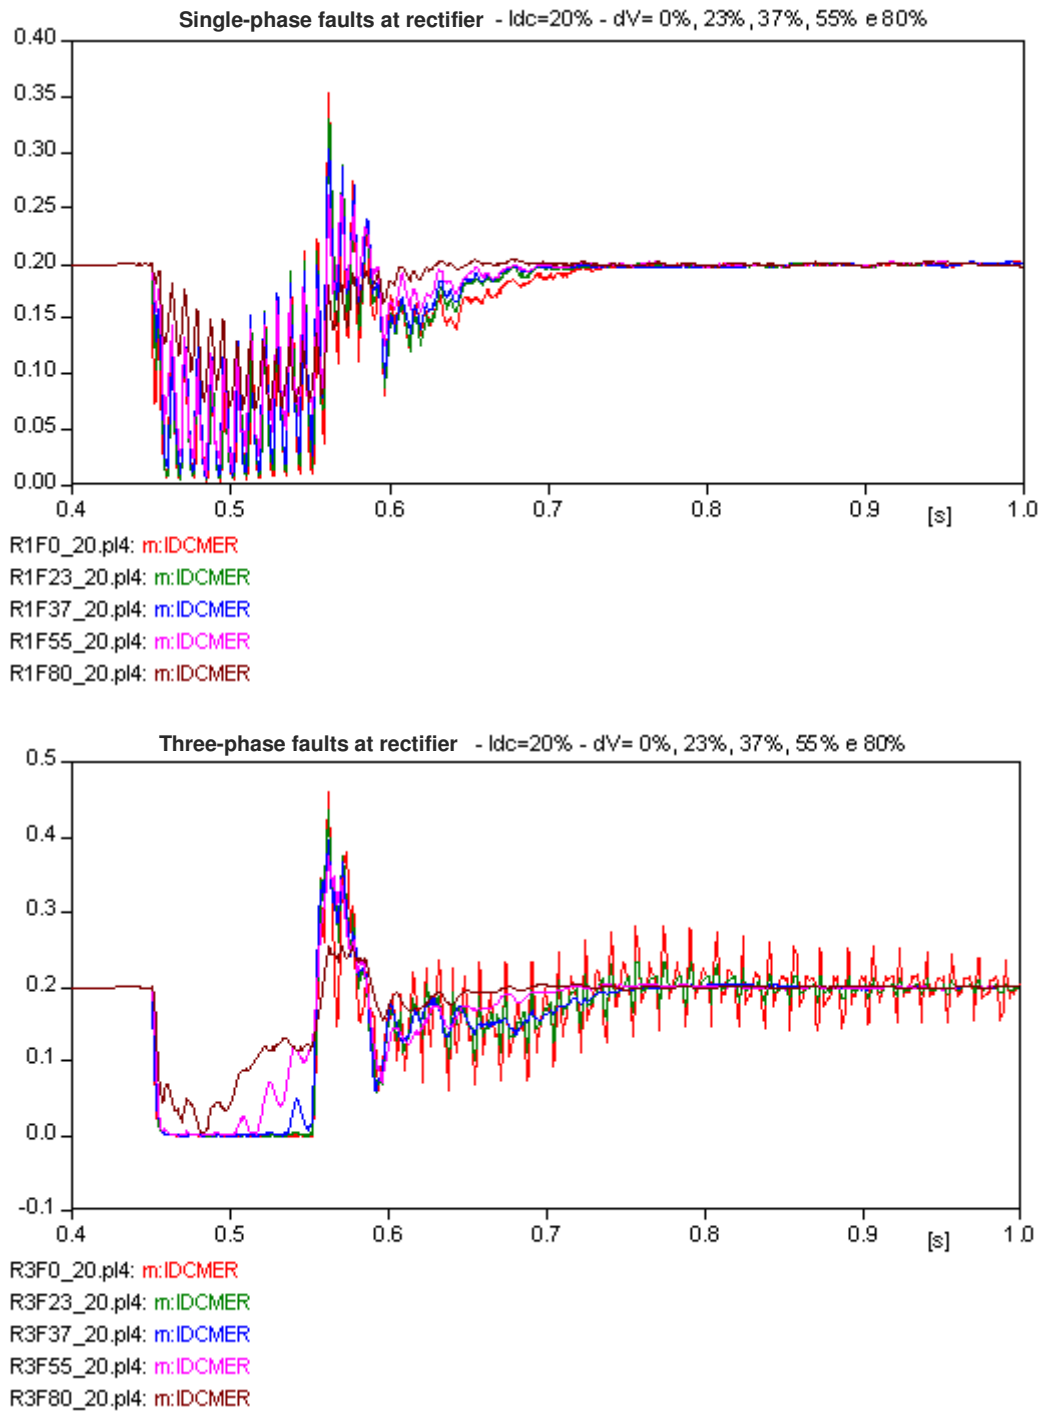 Single-phase faults at rectifier - Idc=20% - dV= 0%, 23%, 37%, 55% e 80%
0.40
0.35
0.30
0.25
0.20
0.15
0.10
0.05
0.00
0.4 0.5 0.6 0.7 0.8 0.9 1.0
[s]
R1F0_20.pl4: m:IDCMER
R1F23_20.pl4: m:IDCMER
R1F37_20.pl4: m:IDCMER
R1F55_20.pl4: m:IDCMER
R1F80_20.pl4: m:IDCMER
Three-phase faults at rectifier - Idc=20% - dV= 0%, 23%, 37%, 55% e 80%
0.5
0.4
0.3
0.2
0.1
0.0
-0.1
0.4 0.5 0.6 0.7 0.8 0.9 1.0
[s]
R3F0_20.pl4: m:IDCMER
R3F23_20.pl4: m:IDCMER
R3F37_20.pl4: m:IDCMER
R3F55_20.pl4: m:IDCMER
R3F80_20.pl4: m:IDCMER